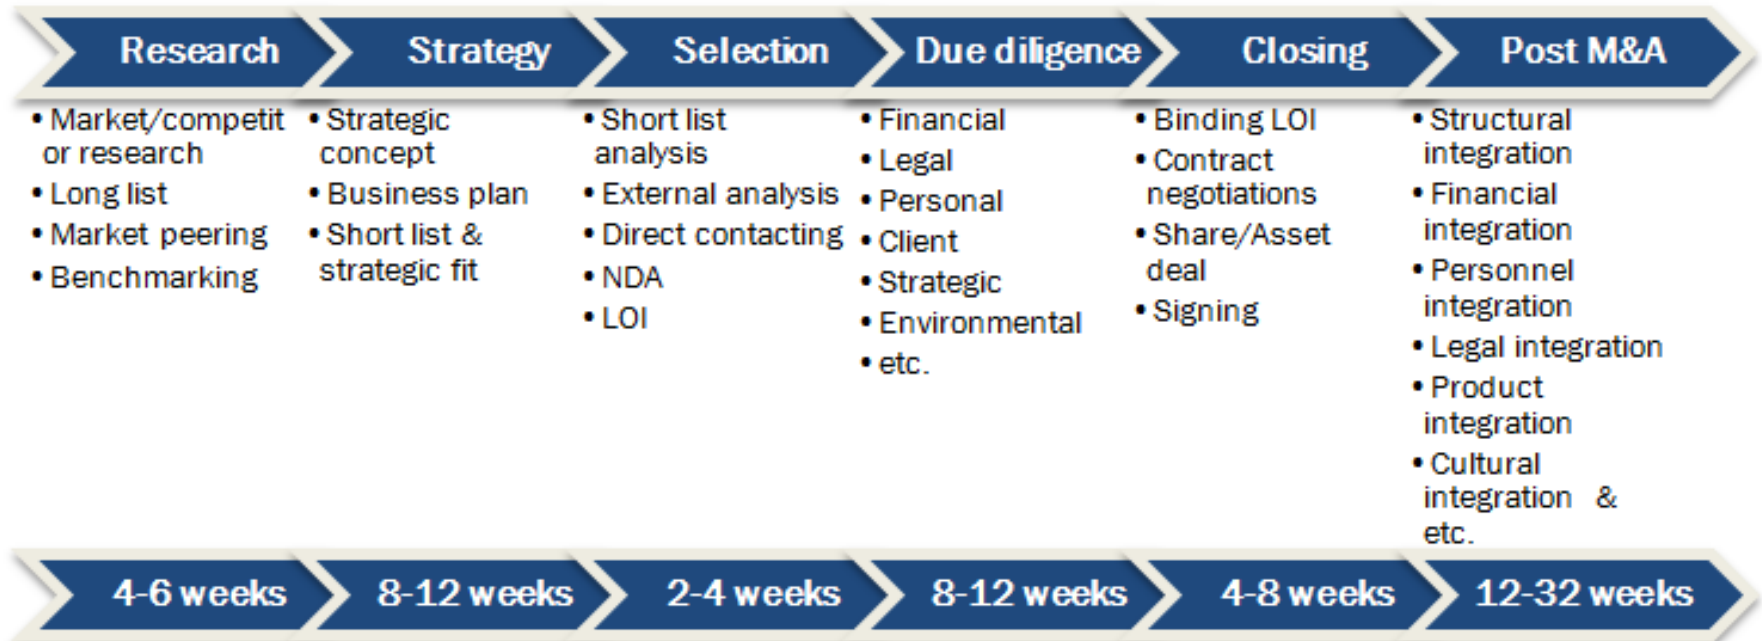 Research
Strategy
Selection
Due diligence
Closing
Post M&A
• Market/competit
or research
• Long list
• Market peering
• Benchmarking
• Strategic
concept
• Business plan
• Short list &
strategic fit
• Short list
analysis
• External analysis
• Direct contacting
• NDA
• LOI
• Financial
• Legal
• Personal
• Client
• Strategic
• Environmental
• etc.
• Binding LOI
• Contract
negotiations
• Share/Asset
deal
• Signing
• Structural
integration
• Financial
integration
• Personnel
integration
• Legal integration
• Product
integration
• Cultural
integration &
etc.
4-6 weeks
8-12 weeks
2-4 weeks
8-12 weeks
4-8 weeks
12-32 weeks